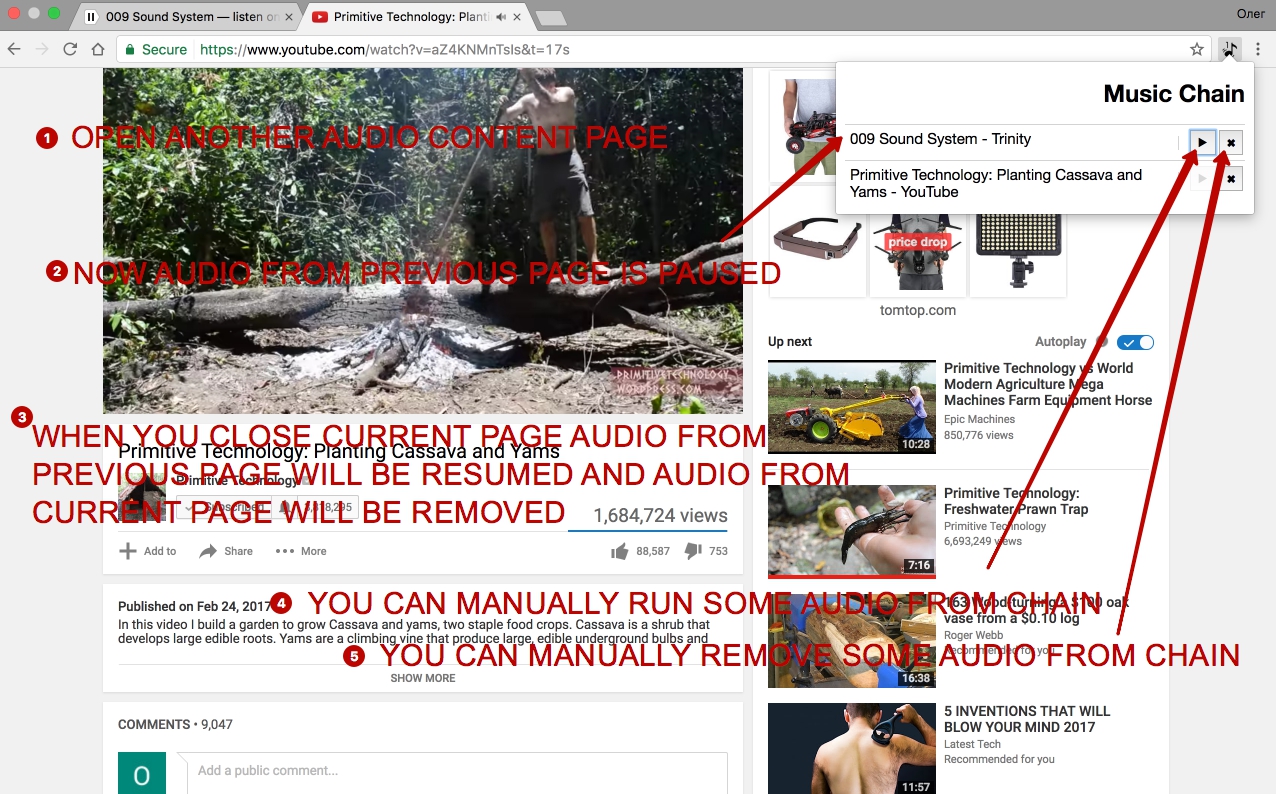 009 Sound System — listen on
Primitive Technology: Planti
Олег
Secure
https://www.youtube.com/watch?v=aZ4KNMnTsIs&t=17s
Music Chain
009 Sound System - Trinity
Primitive Technology: Planting Cassava and
Yams - YouTube
1 OPEN ANOTHER AUDIO CONTENT PAGE
2 NOW AUDIO FROM PREVIOUS PAGE IS PAUSED
PRIMITIVETECHNOLOGY
WORDPRESS.COM
3
WHEN YOU CLOSE CURRENT PAGE AUDIO FROM
PREVIOUS PAGE WILL BE RESUMED AND AUDIO FROM
CURRENT PAGE WILL BE REMOVED
Primitive Technology: Planting Cassava and Yams
Primitive Technology
Subscribed
1,684,724 views
Add to
Share
More
88,587
753
Published on Feb 24, 2017
In this video I build a garden to grow Cassava and yams, two staple food crops. Cassava is a shrub that
develops large edible roots. Yams are a climbing vine that produce large, edible underground bulbs and
SHOW MORE
4 YOU CAN MANUALLY RUN SOME AUDIO FROM CHAIN
5 YOU CAN MANUALLY REMOVE SOME AUDIO FROM CHAIN
COMMENTS • 9,047
O
Add a public comment...
price drop
tomtop.com
Up next
Autoplay
Primitive Technology vs World
Modern Agriculture Mega
Machines Farm Equipment Horse
Epic Machines
850,776 views
10:28
Primitive Technology:
Freshwater Prawn Trap
Primitive Technology
6,693,249 views
7:16
163 Woodturning a $100 oak
vase from a $0.10 log
Roger Webb
Recommended for you
16:38
5 INVENTIONS THAT WILL
BLOW YOUR MIND 2017
Latest Tech
Recommended for you
11:57